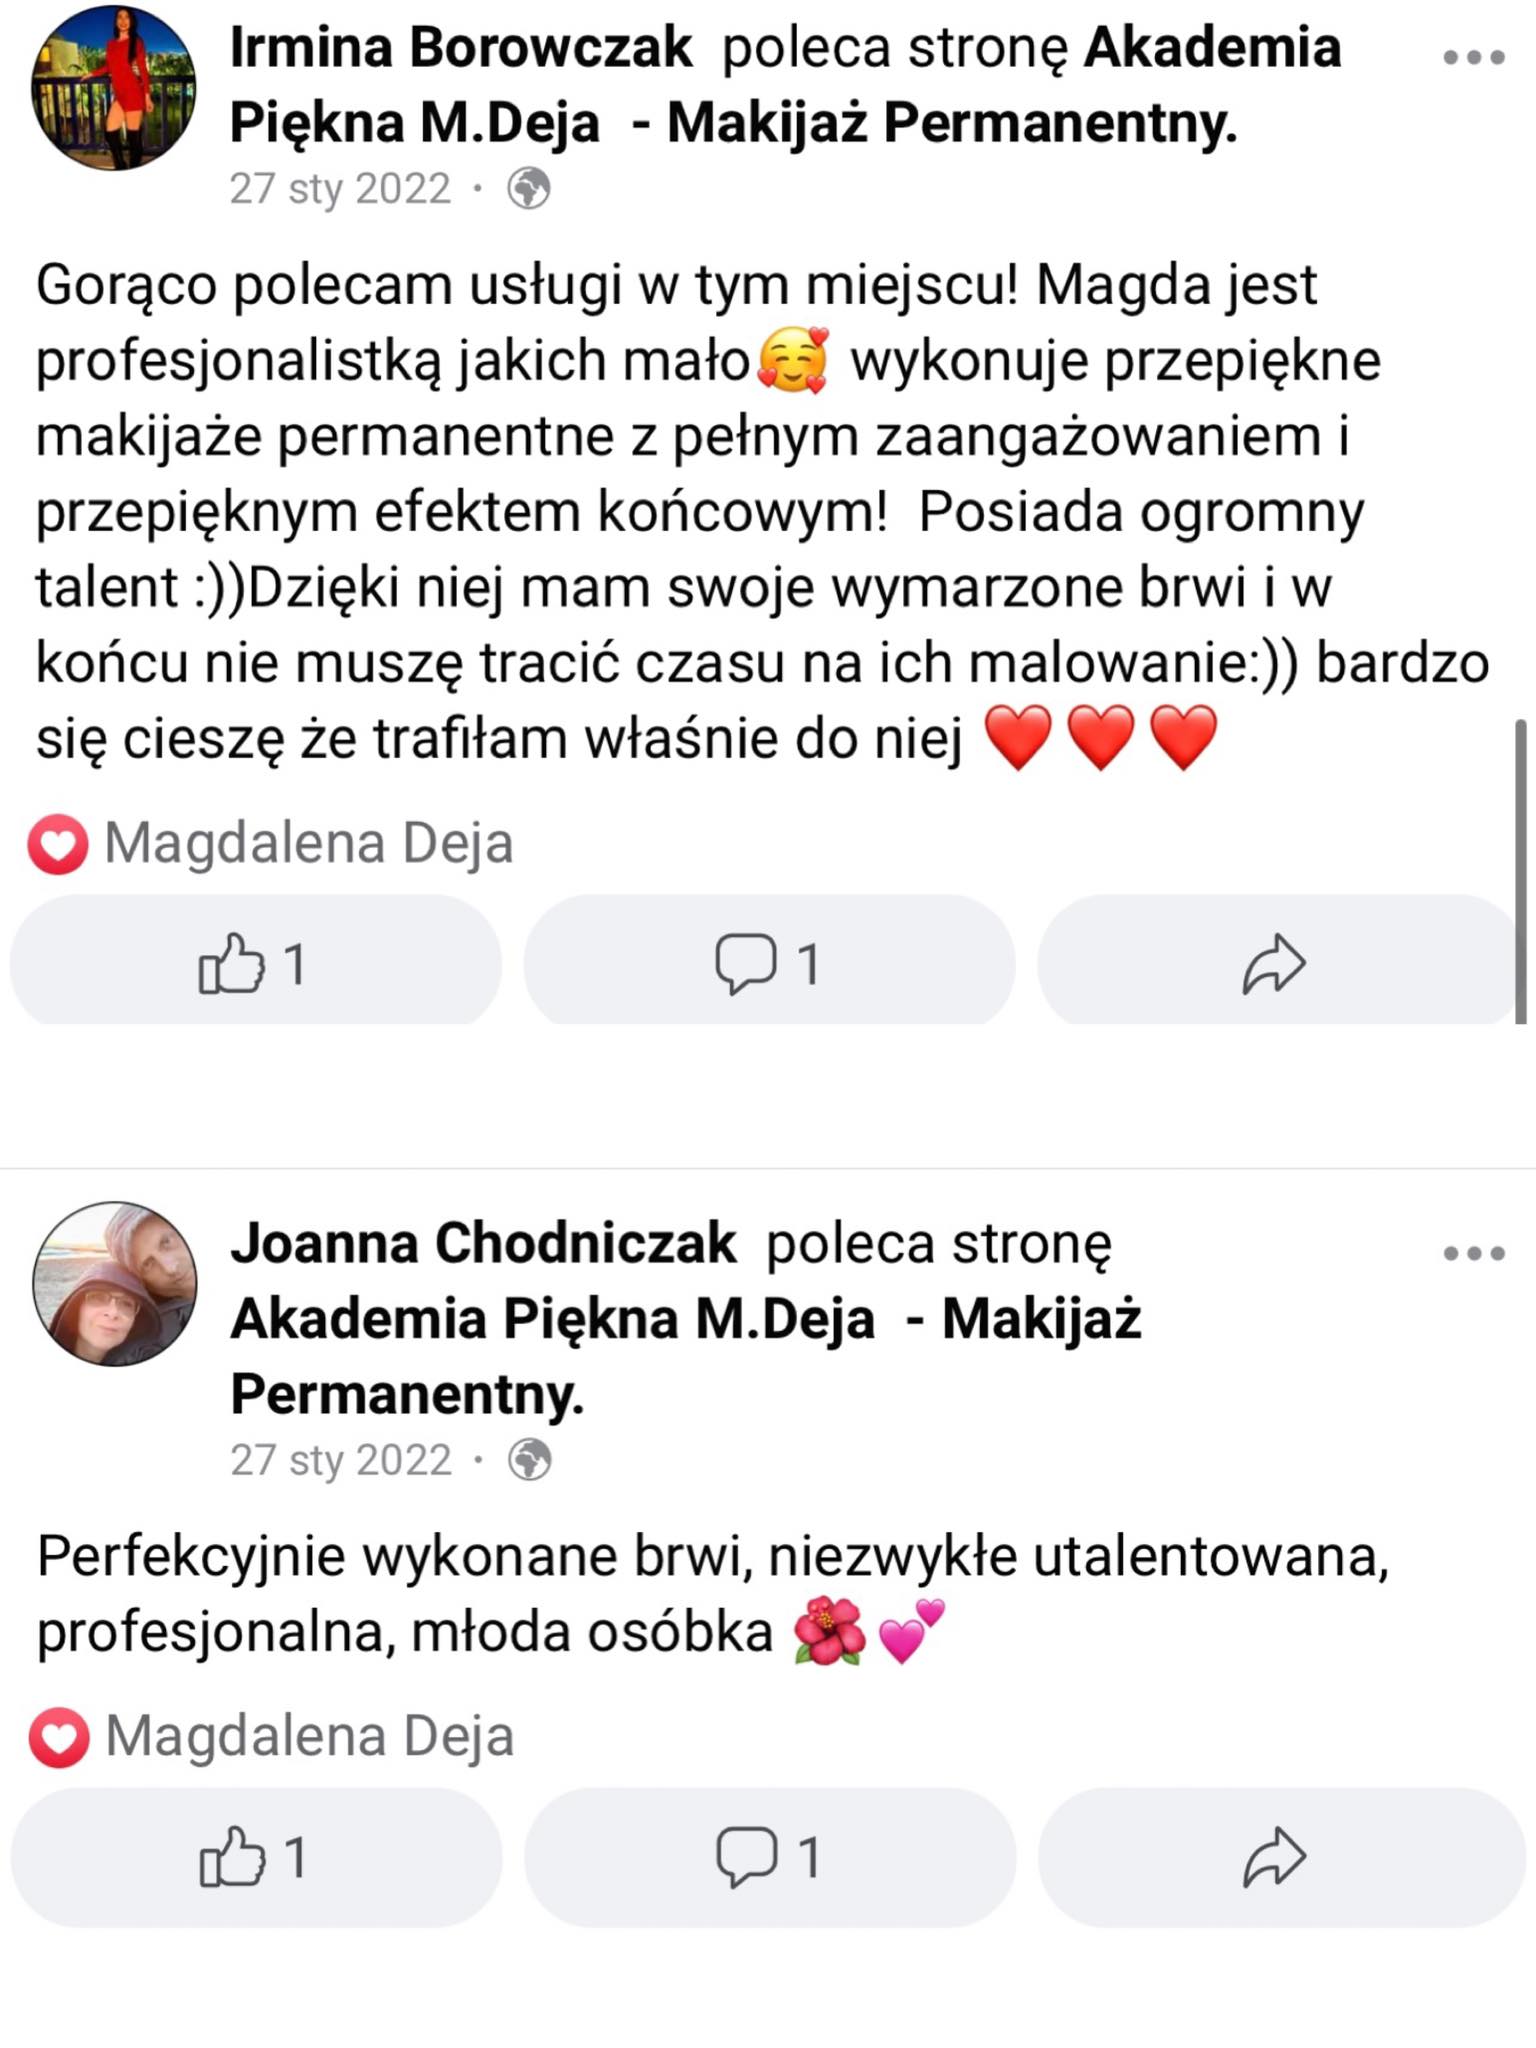 Irmina Borowczak poleca stronę Akademia
Piękna M.Deja - Makijaż Permanentny.
27 sty 2022 ·
Gorąco polecam usługi w tym miejscu! Magda jest
profesjonalistką jakich mało🥰 wykonuje przepiękne
makijaże permanentne z pełnym zaangażowaniem i
przepięknym efektem końcowym! Posiada ogromny
talent :))Dzięki niej mam swoje wymarzone brwi i w
końcu nie muszę tracić czasu na ich malowanie:)) bardzo
się cieszę że trafiłam właśnie do niej ❤️❤️❤️
Magdalena Deja
1 1
Joanna Chodniczak poleca stronę
Akademia Piękna M.Deja - Makijaż
Permanentny.
27 sty 2022 ·
Perfekcyjnie wykonane brwi, niezwykłe utalentowana,
profesjonalna, młoda osóbka 🌺💕
Magdalena Deja
1 1